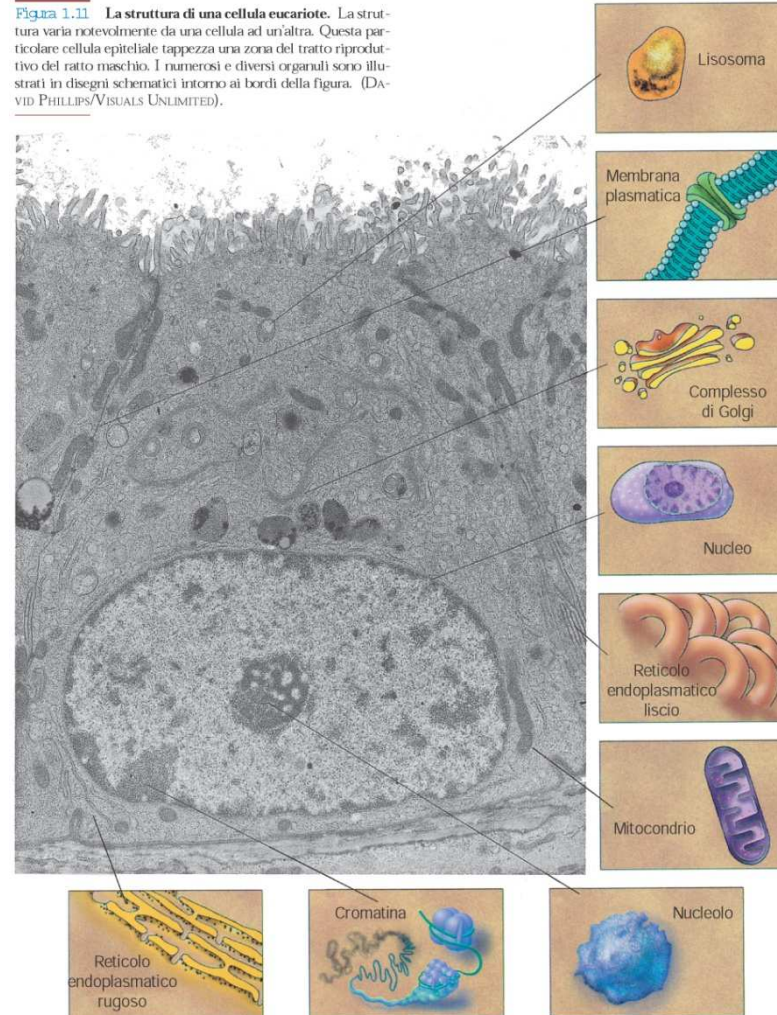 Figura 1.11 La struttura di una cellula eucariote. La strut-
tura varia notevolmente da una cellula ad un'altra. Questa par-
ticolare cellula epiteliale tappezza una zona del tratto riprodut-
tivo del ratto maschio. I numerosi e diversi organuli sono illu-
strati in disegni schematici intorno ai bordi della figura. (DA-
VID PHILLIPS/VISUALS UNLIMITED).
Lisosoma
Membrana
plasmatica
Complesso
di Golgi
Nucleo
Reticolo
endoplasmatico
liscio
Mitocondrio
Reticolo
endoplasmatico
rugoso
Cromatina
Nucleolo